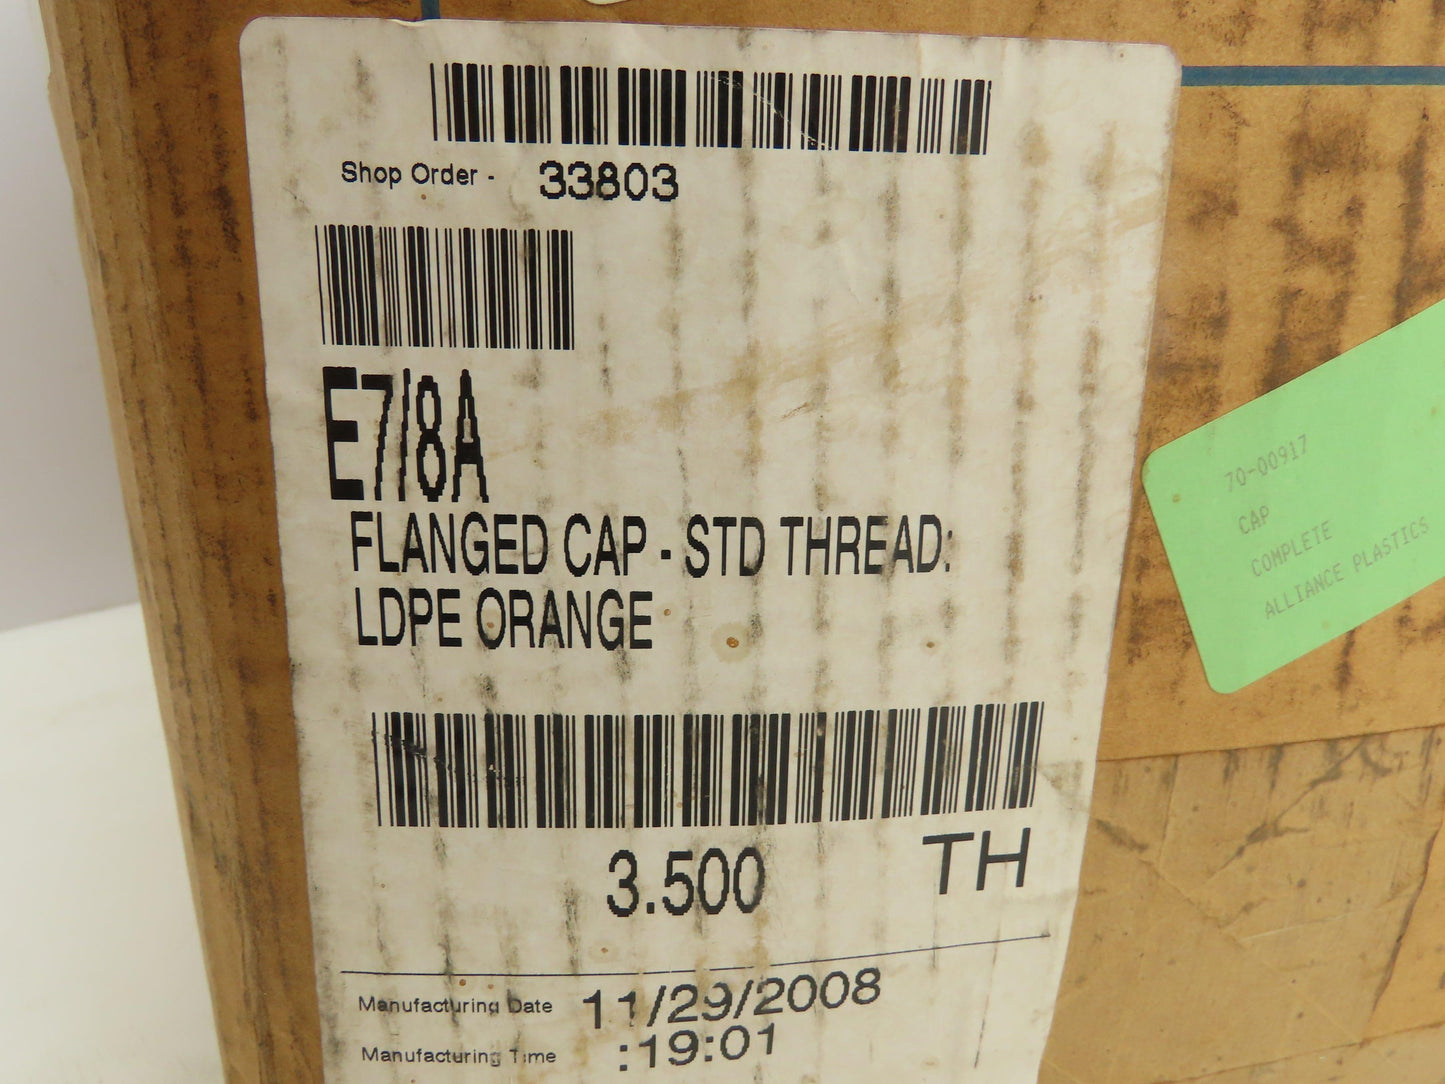 Shop Order - 33803
E7/8A
FLANGED CAP - STD THREAD:
LDPE ORANGE
3.500 TH
Manufacturing Date 11/29/2008
Manufacturing Time :19:01
70-00917
CAP
COMPLETE
ALLIANCE PLASTICS